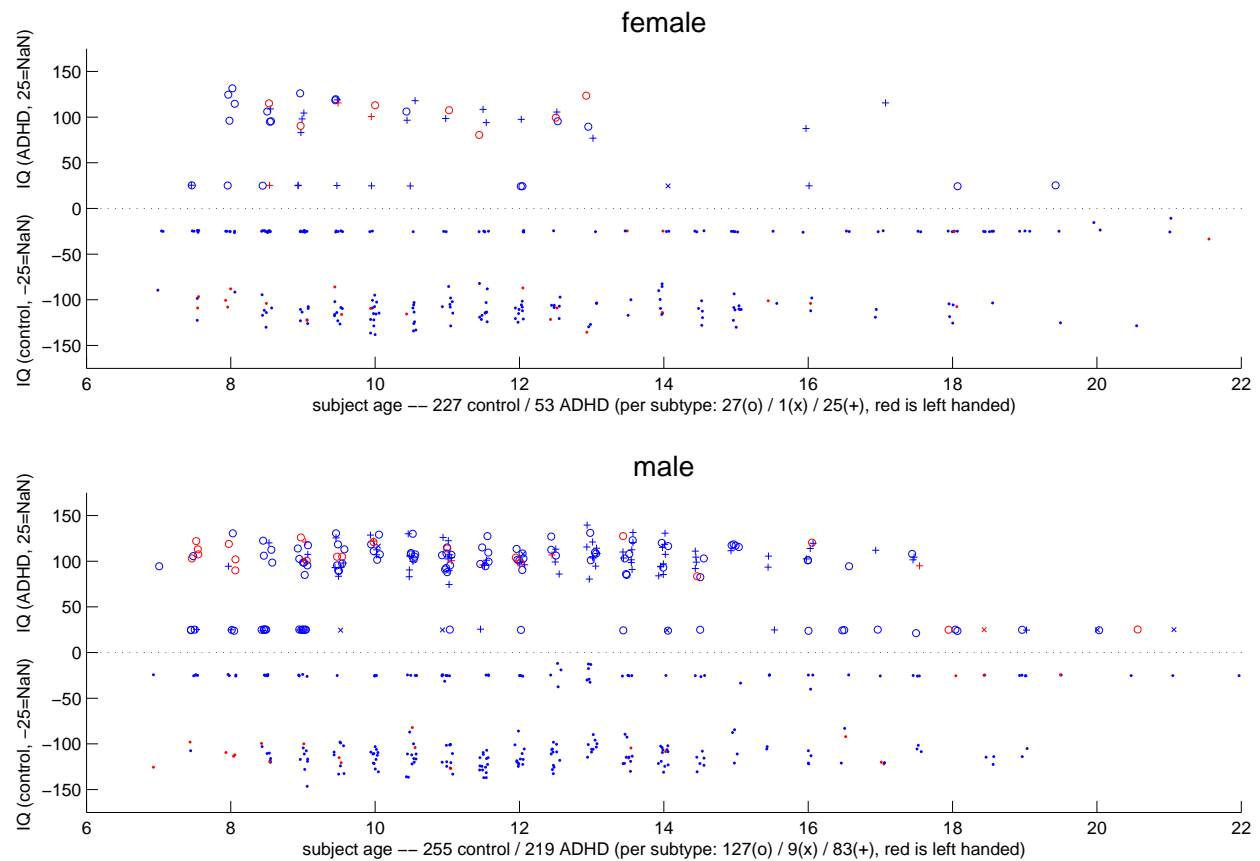 female
IQ (ADHD, 25=NaN)
IQ (control, −25=NaN)
150
100
50
0
−50
−100
−150
6 8 10 12 14 16 18 20 22
subject age −− 227 control / 53 ADHD (per subtype: 27(o) / 1(x) / 25(+), red is left handed)
male
IQ (ADHD, 25=NaN)
IQ (control, −25=NaN)
150
100
50
0
−50
−100
−150
6 8 10 12 14 16 18 20 22
subject age −− 255 control / 219 ADHD (per subtype: 127(o) / 9(x) / 83(+), red is left handed)